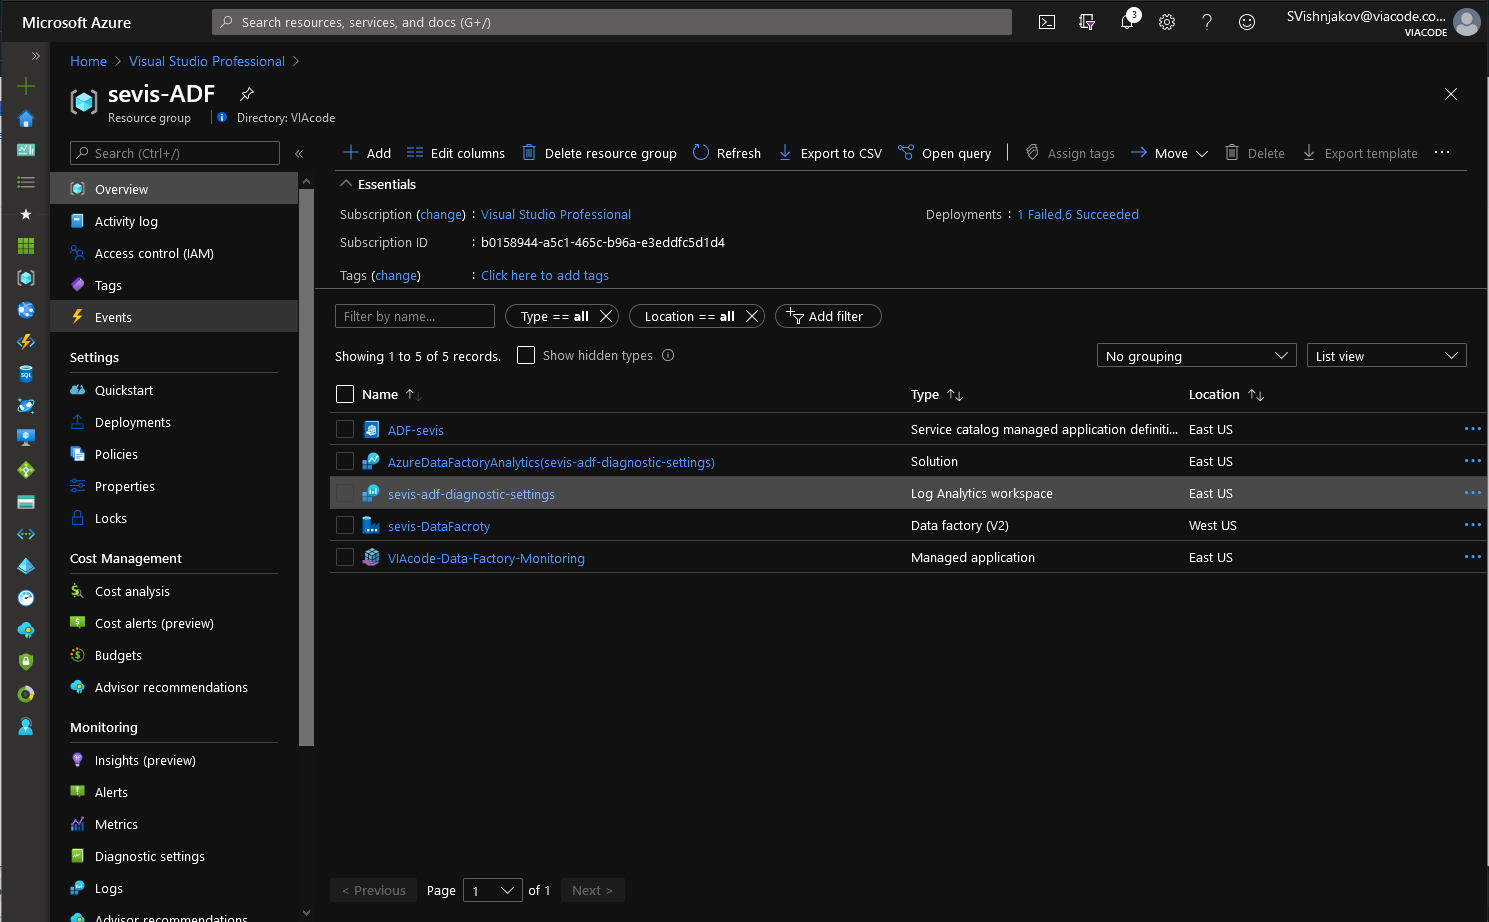 Microsoft Azure
Search resources, services, and docs (G+/)
3
SVishnjakov@viacode.co...
VIACODE
Home > Visual Studio Professional >
sevis-ADF
Resource group
Directory: VIAcode
Search (Ctrl+/)
Overview
Activity log
Access control (IAM)
Tags
Events
Settings
Quickstart
Deployments
Policies
Properties
Locks
Cost Management
Cost analysis
Cost alerts (preview)
Budgets
Advisor recommendations
Monitoring
Insights (preview)
Alerts
Metrics
Diagnostic settings
Logs
Advisor recommendations
Add
Edit columns
Delete resource group
Refresh
Export to CSV
Open query
Assign tags
Move
Delete
Export template
...
Essentials
Subscription (change) : Visual Studio Professional
Deployments : 1 Failed,6 Succeeded
Subscription ID : b0158944-a5c1-465c-b96a-e3eddfc5d1d4
Tags (change) : Click here to add tags
Filter by name...
Type == all
Location == all
Add filter
Showing 1 to 5 of 5 records.
Show hidden types
No grouping
List view
Name Type Location
ADF-sevis Service catalog managed application definiti... East US
AzureDataFactoryAnalytics(sevis-adf-diagnostic-settings) Solution East US
sevis-adf-diagnostic-settings Log Analytics workspace East US
sevis-DataFacroty Data factory (V2) West US
VIAcode-Data-Factory-Monitoring Managed application East US
< Previous Page 1 of 1 Next >